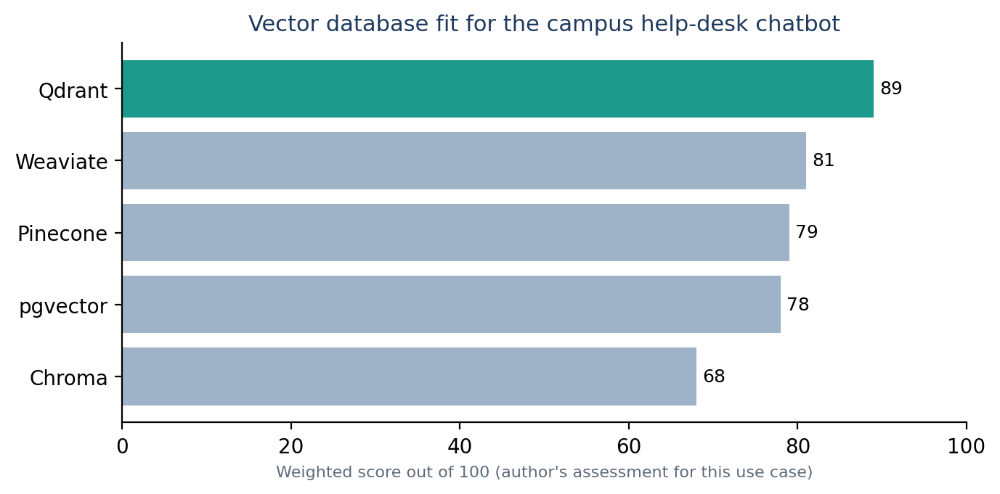 Vector database fit for the campus help-desk chatbot
Qdrant 89
Weaviate 81
Pinecone 79
pgvector 78
Chroma 68
0 20 40 60 80 100
Weighted score out of 100 (author's assessment for this use case)